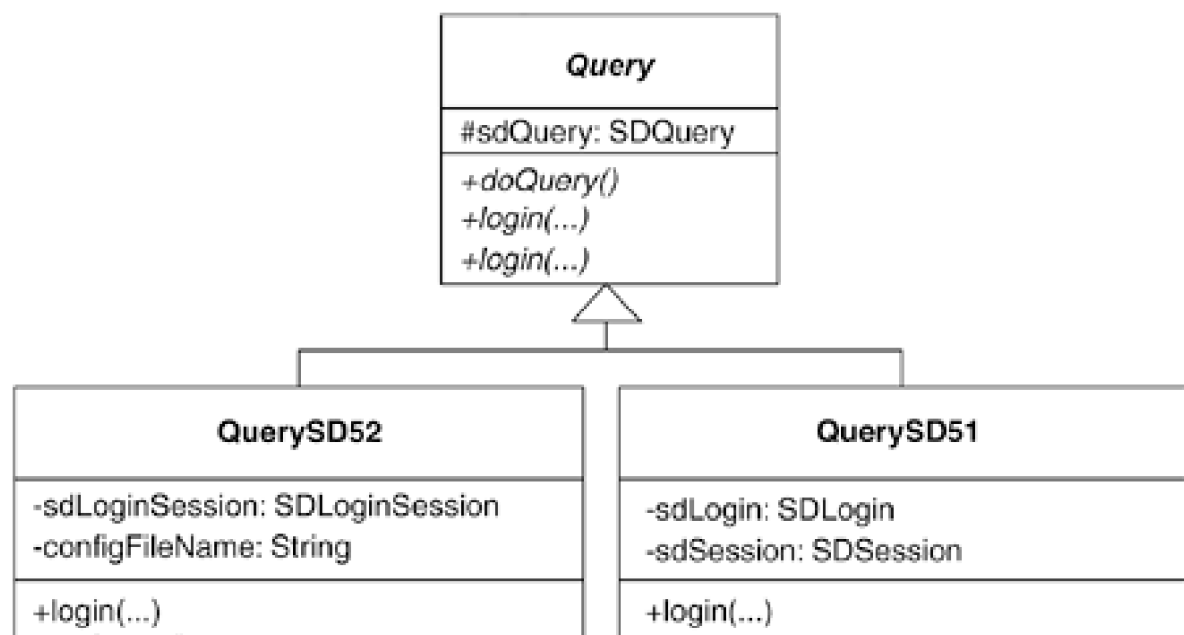 Query
#sdQuery: SDQuery
+doQuery()
+login(...)
+login(...)
QuerySD52
-sdLoginSession: SDLoginSession
-configFileName: String
+login(...)
QuerySD51
-sdLogin: SDLogin
-sdSession: SDSession
+login(...)